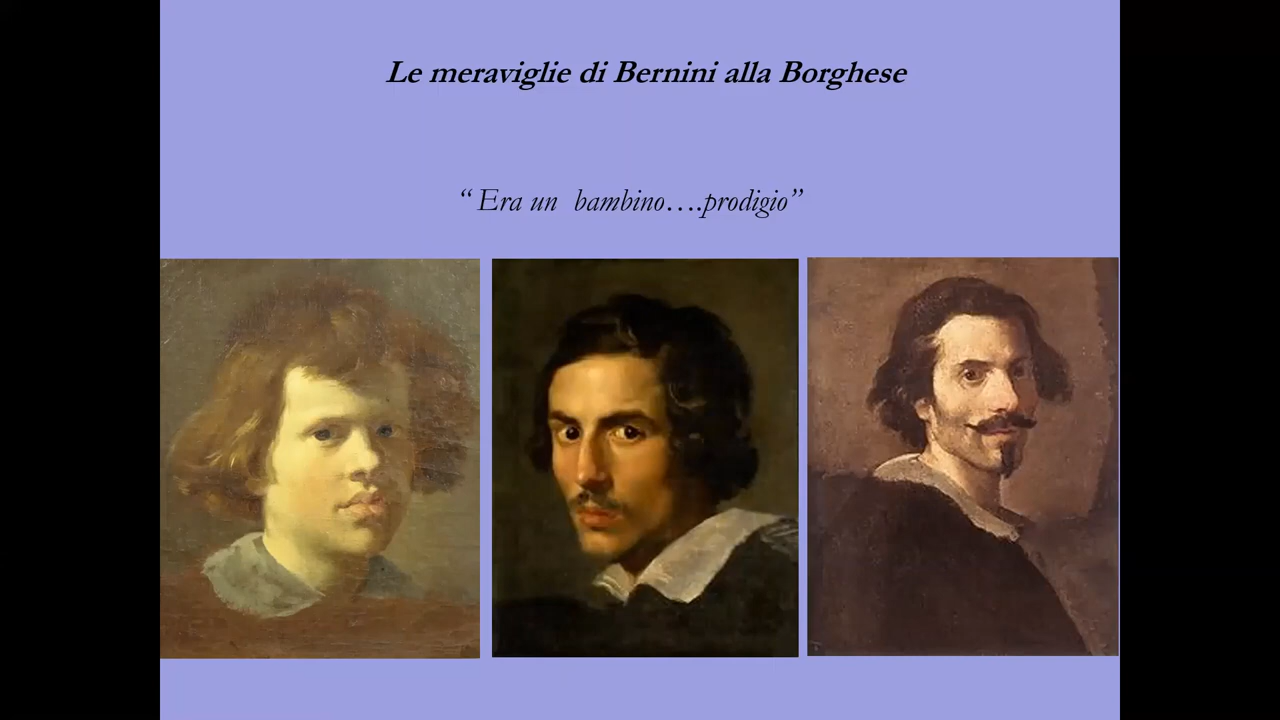 Le meraviglie di Bernini alla Borghese
“ Era un bambino….prodigio”